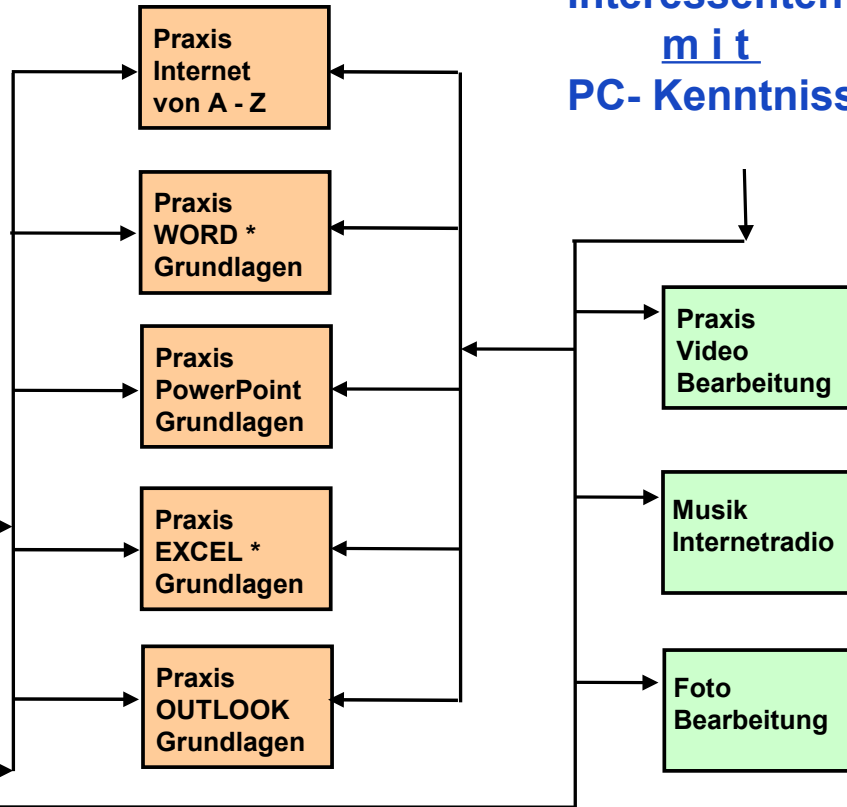 Interessenten
m i t
PC- Kenntniss
Praxis
Internet
von A - Z
Praxis
WORD *
Grundlagen
Praxis
PowerPoint
Grundlagen
Praxis
EXCEL *
Grundlagen
Praxis
OUTLOOK
Grundlagen
Praxis
Video
Bearbeitung
Musik
Internetradio
Foto
Bearbeitung